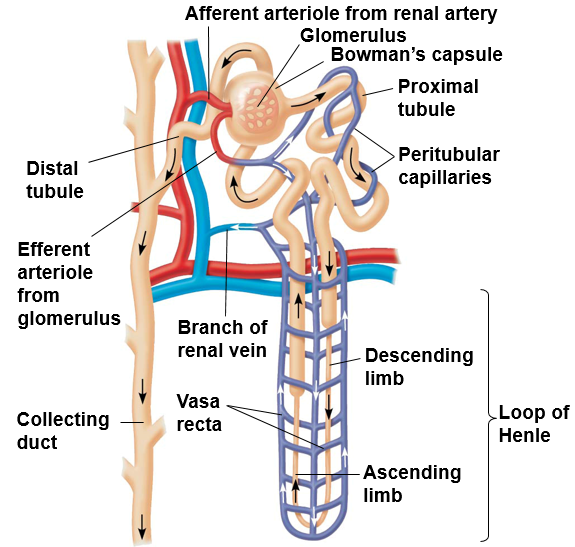 Afferent arteriole from renal artery
Glomerulus
Bowman's capsule
Proximal
tubule
Peritubular
capillaries
Distal
tubule
Efferent
arteriole
from
glomerulus
Branch of
renal vein
Descending
limb
Vasa
recta
Collecting
duct
Loop of
Henle
Ascending
limb